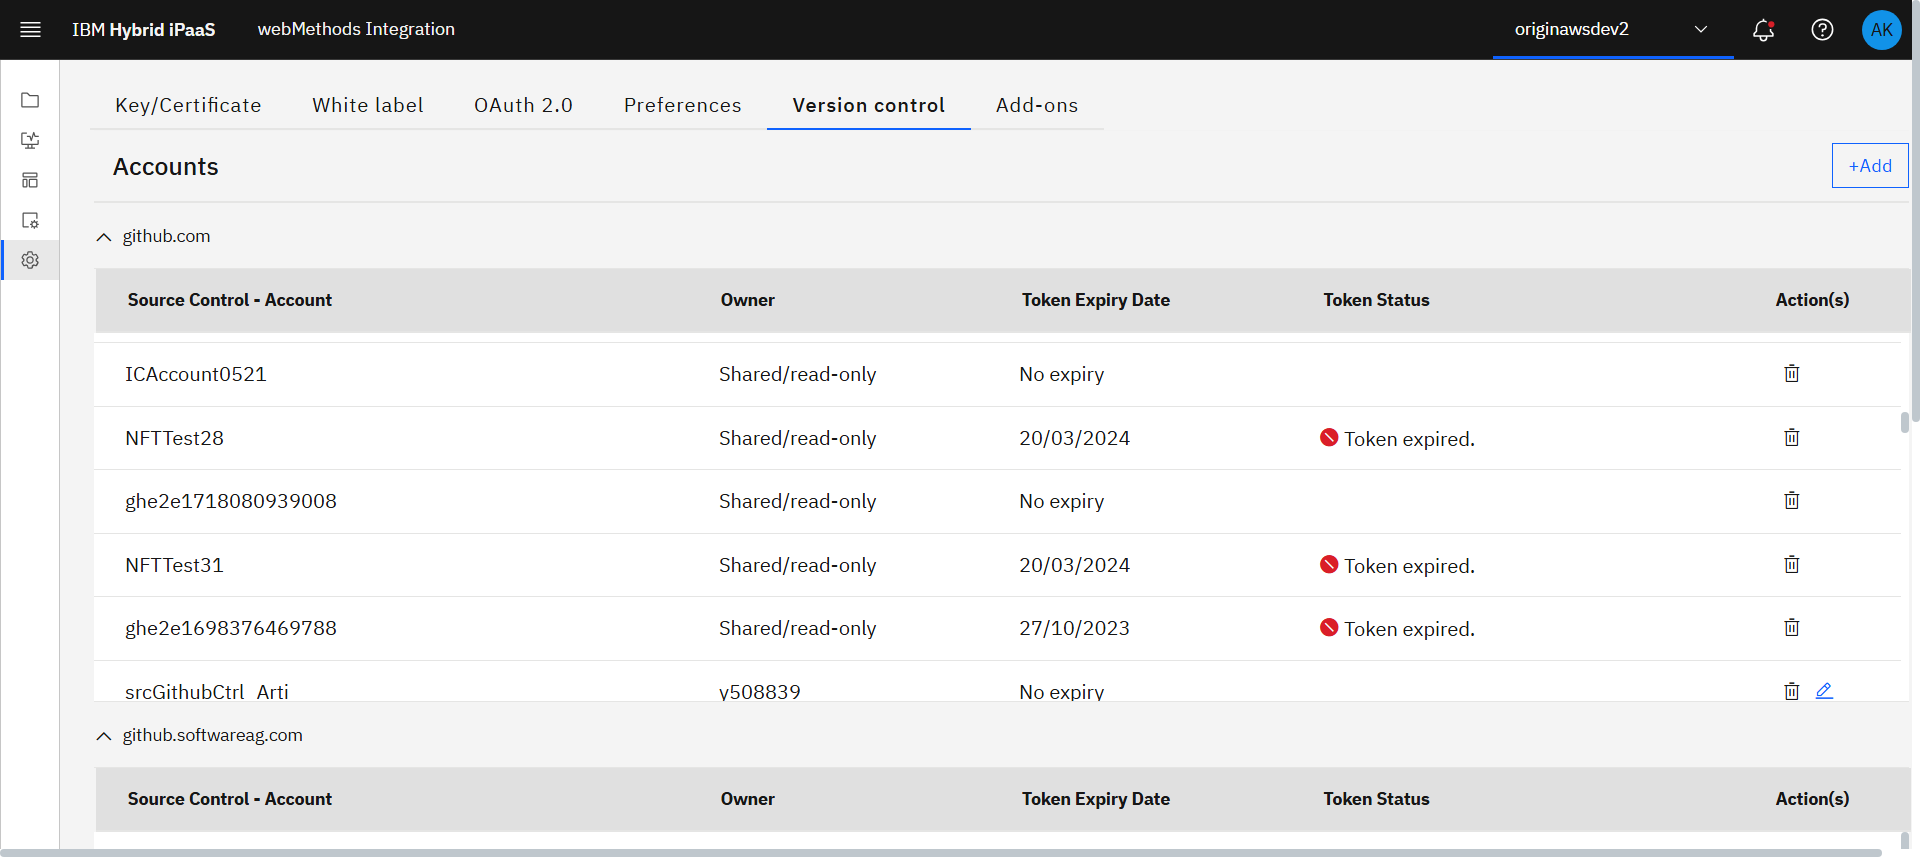 IBM Hybrid iPaaS webMethods Integration originawsdev2 AK
Key/Certificate White label OAuth 2.0 Preferences Version control Add-ons
Accounts +Add
github.com
Source Control - Account Owner Token Expiry Date Token Status Action(s)
ICAccount0521 Shared/read-only No expiry
NFTTest28 Shared/read-only 20/03/2024 Token expired.
ghe2e1718080939008 Shared/read-only No expiry
NFTTest31 Shared/read-only 20/03/2024 Token expired.
ghe2e1698376469788 Shared/read-only 27/10/2023 Token expired.
srcGithubCtrl_Arti y508839 No expiry
github.softwareag.com
Source Control - Account Owner Token Expiry Date Token Status Action(s)